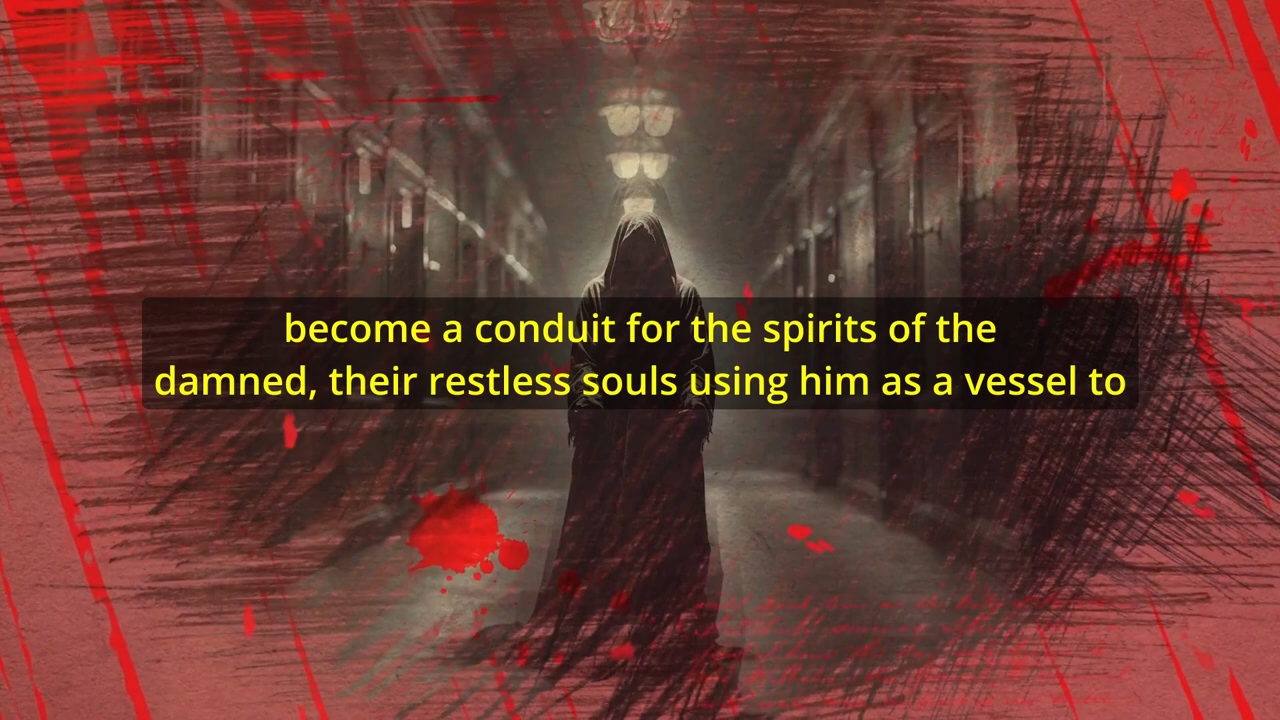 become a conduit for the spirits of the
damned, their restless souls using him as a vessel to